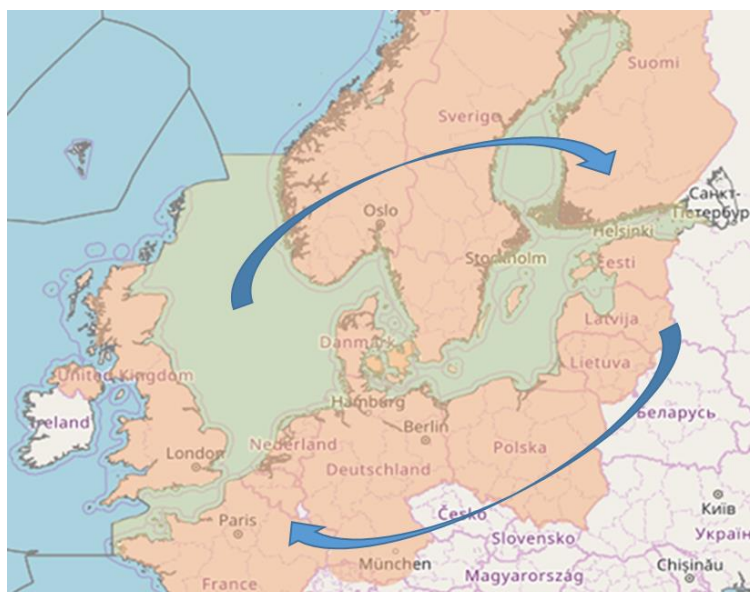 Suomi
Sverige
Санкт-
Петербур
Oslo
Helsinki
Stockholm
Eesti
Latvija
Danmark
Lietuva
United Kingdom
Hamburg
Беларусь
Ireland
Berlin
Nederland
London
Polska
Deutschland
Київ
Česko
Paris
Україн
Slovensko
München
Chișinău
Magyarország
France